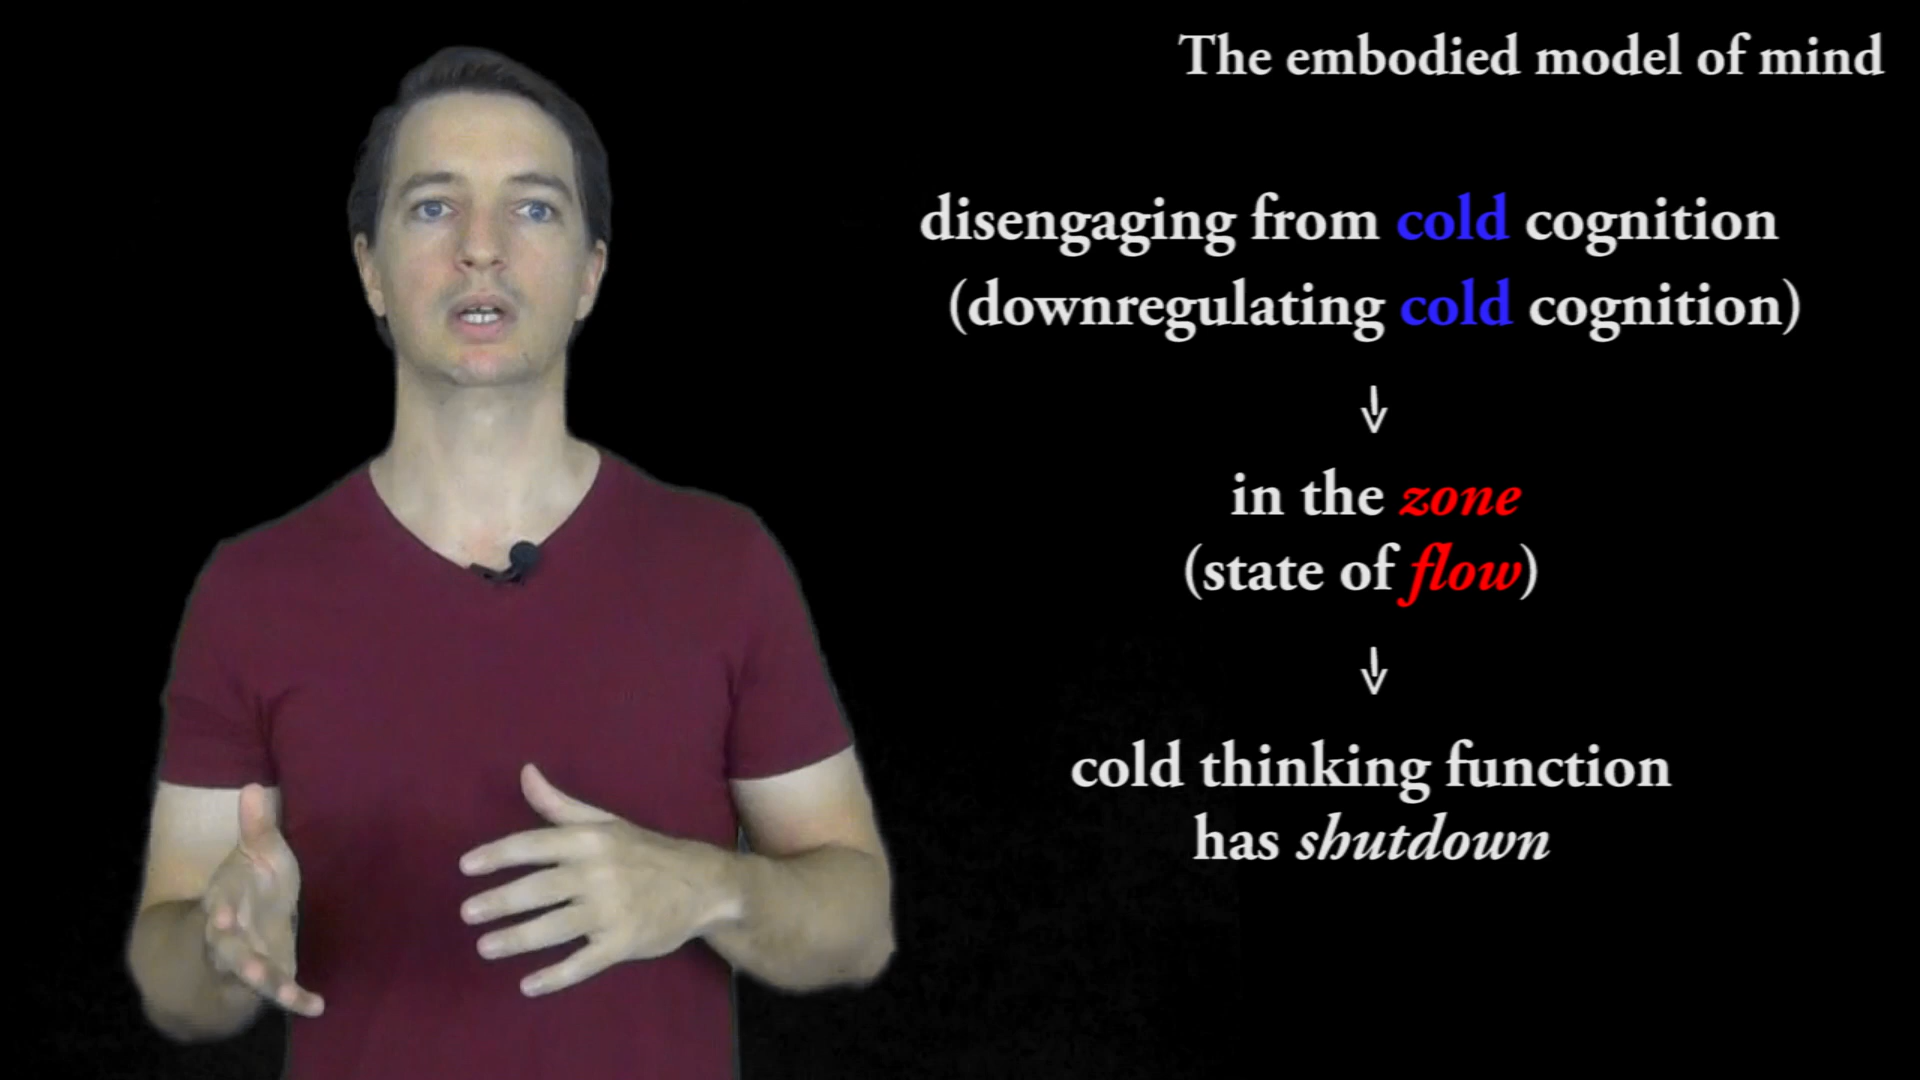 The embodied model of mind
disengaging from cold cognition
(downregulating cold cognition)
in the zone
(state of flow)
cold thinking function
has shutdown